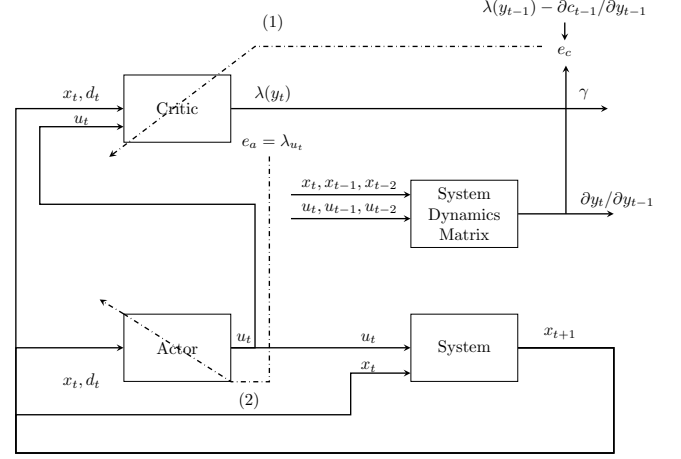 (1)
λ(y_{t−1}) − ∂c_{t−1}/∂y_{t−1}
e_c
x_t, d_t
Critic
λ(y_t)
γ
u_t
e_a = λ_{u_t}
x_t, x_{t−1}, x_{t−2}
u_t, u_{t−1}, u_{t−2}
System
Dynamics
Matrix
∂y_t/∂y_{t−1}
Actor
u_t
u_t
System
x_{t+1}
x_t
x_t, d_t
(2)